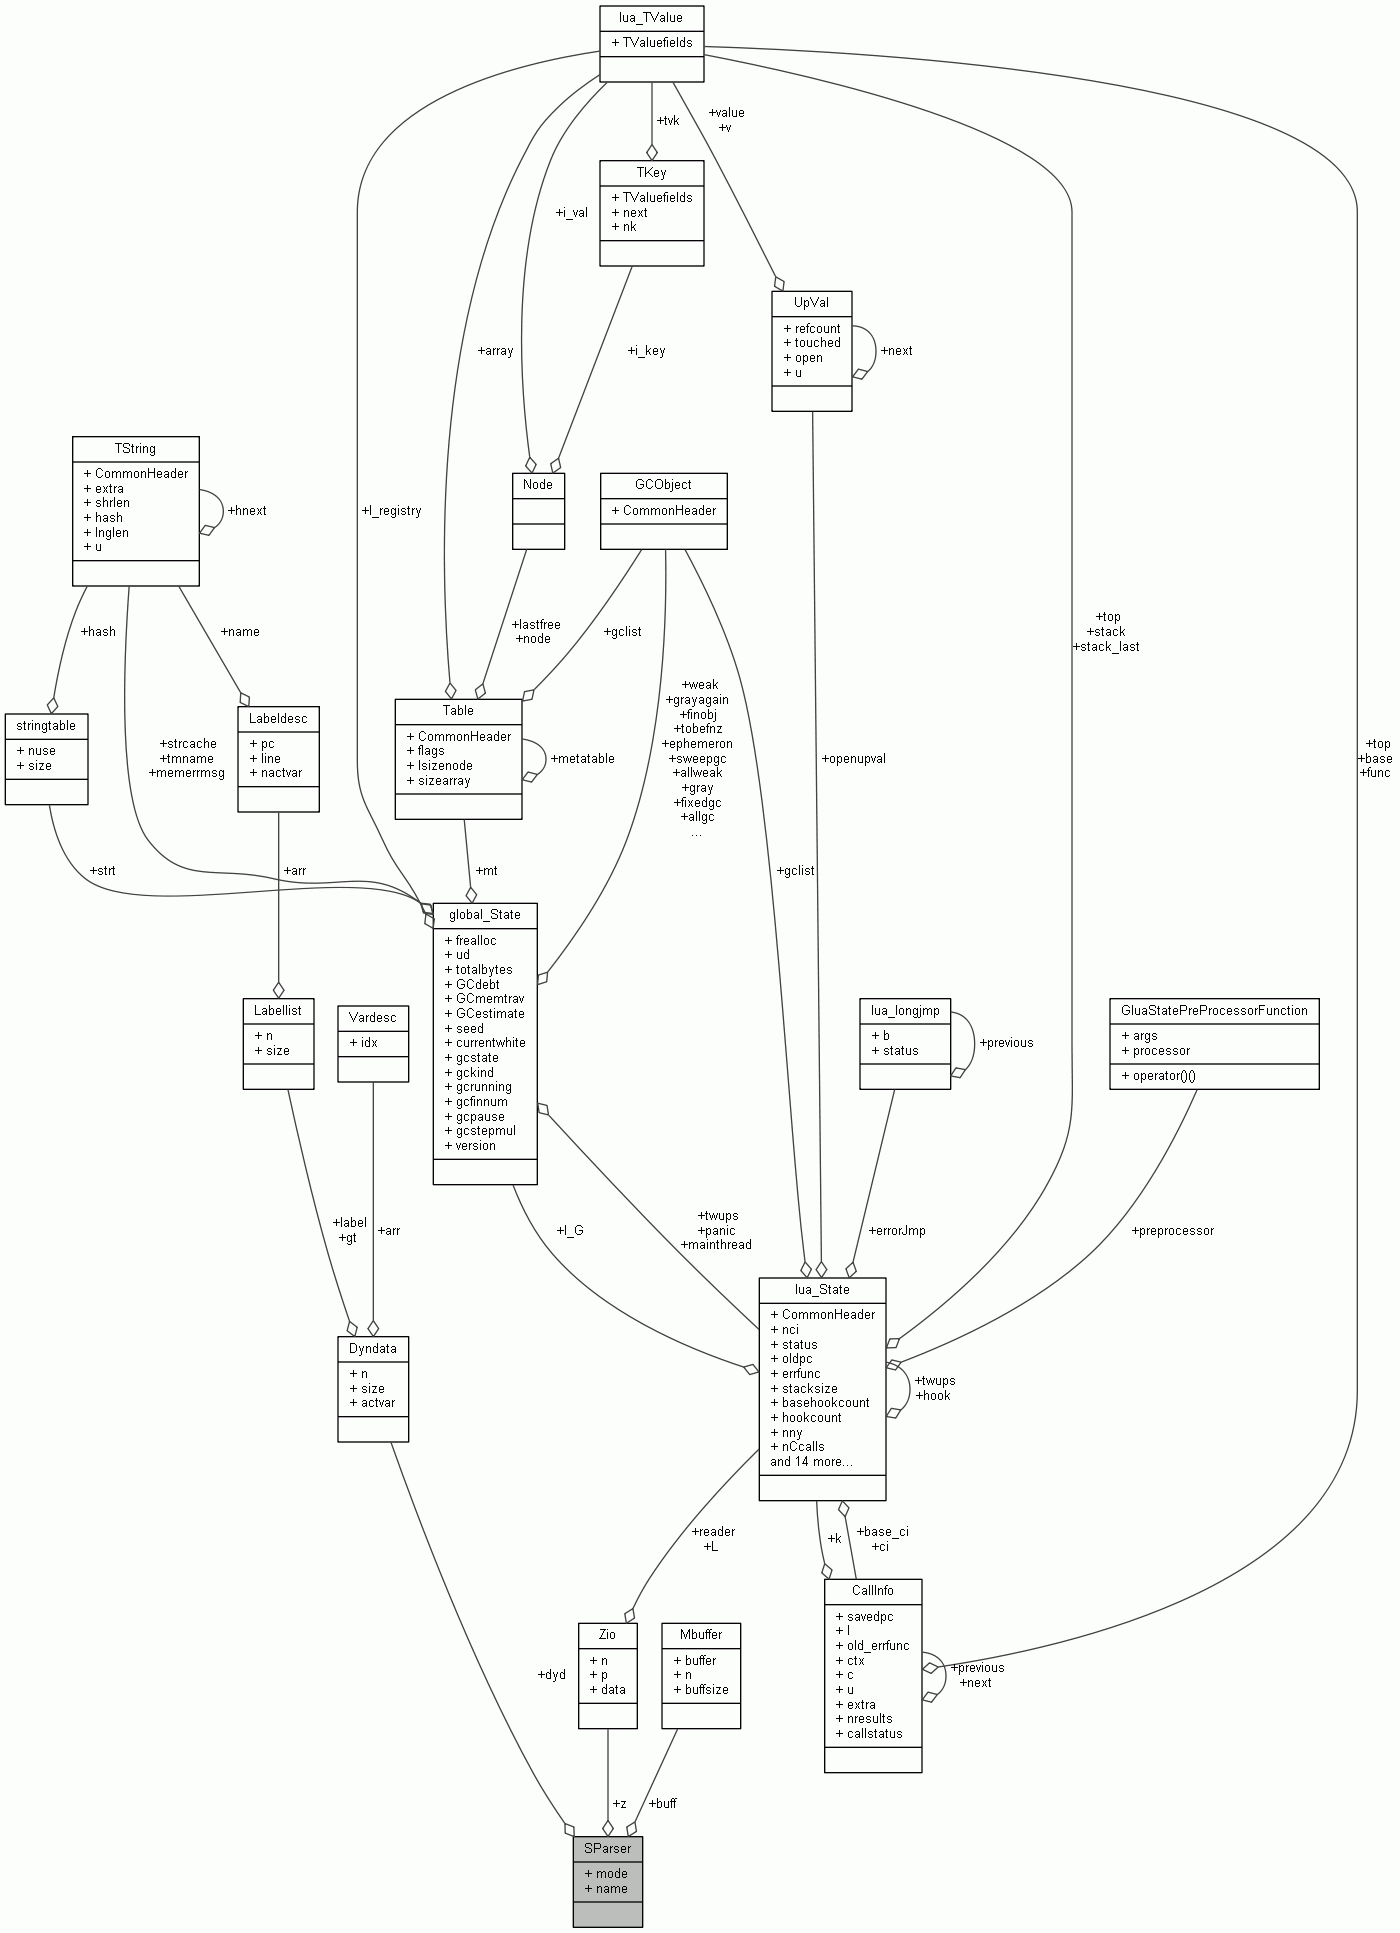 lua_TValue
+ TValuefields
+tvk
+value
+v
TKey
+ TValuefields
+ next
+ nk
+i_val
UpVal
+ refcount
+ touched
+ open
+ u
+next
+array
+i_key
TString
+ CommonHeader
+ extra
+ shrlen
+ hash
+ lnglen
+ u
+hnext
+l_registry
Node
GCObject
+ CommonHeader
+hash
+name
+lastfree
+node
+gclist
+top
+stack
+stack_last
stringtable
+ nuse
+ size
+strcache
+tmname
+memerrmsg
Labeldesc
+ pc
+ line
+ nactvar
Table
+ CommonHeader
+ flags
+ lsizenode
+ sizearray
+metatable
+weak
+grayagain
+finobj
+tobefnz
+ephemeron
+sweepgc
+allweak
+gray
+fixedgc
+allgc
...
+openupval
+top
+base
+func
+strt
+arr
+mt
+gclist
global_State
+ frealloc
+ ud
+ totalbytes
+ GCdebt
+ GCmemtrav
+ GCestimate
+ seed
+ currentwhite
+ gcstate
+ gckind
+ gcrunning
+ gcfinnum
+ gcpause
+ gcstepmul
+ version
Labellist
+ n
+ size
Vardesc
+ idx
lua_longjmp
+ b
+ status
+previous
GluaStatePreProcessorFunction
+ args
+ processor
+ operator()()
+label
+gt
+arr
+l_G
+twups
+panic
+mainthread
+errorJmp
+preprocessor
Dyndata
+ n
+ size
+ actvar
lua_State
+ CommonHeader
+ nci
+ status
+ oldpc
+ errfunc
+ stacksize
+ basehookcount
+ hookcount
+ nny
+ nCcalls
and 14 more...
+twups
+hook
+reader
+L
+k
+base_ci
+ci
CallInfo
+ savedpc
+ l
+ old_errfunc
+ ctx
+ c
+ u
+ extra
+ nresults
+ callstatus
+previous
+next
+dyd
Zio
+ n
+ p
+ data
Mbuffer
+ buffer
+ n
+ buffsize
+z
+buff
SParser
+ mode
+ name